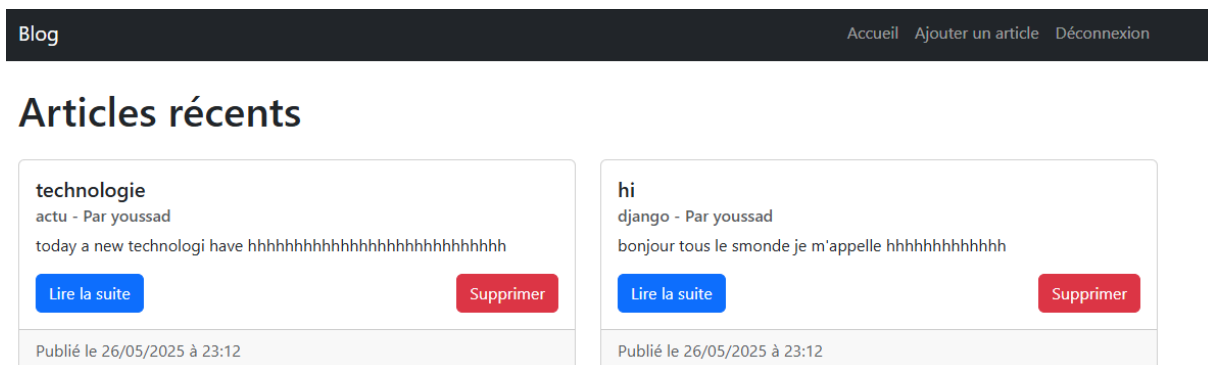 Blog Accueil Ajouter un article Déconnexion
Articles récents
technologie
actu - Par youssad
today a new technologi have hhhhhhhhhhhhhhhhhhhhhhhhhhhh
Lire la suite Supprimer
Publié le 26/05/2025 à 23:12
hi
django - Par youssad
bonjour tous le smonde je m'appelle hhhhhhhhhhhhh
Lire la suite Supprimer
Publié le 26/05/2025 à 23:12